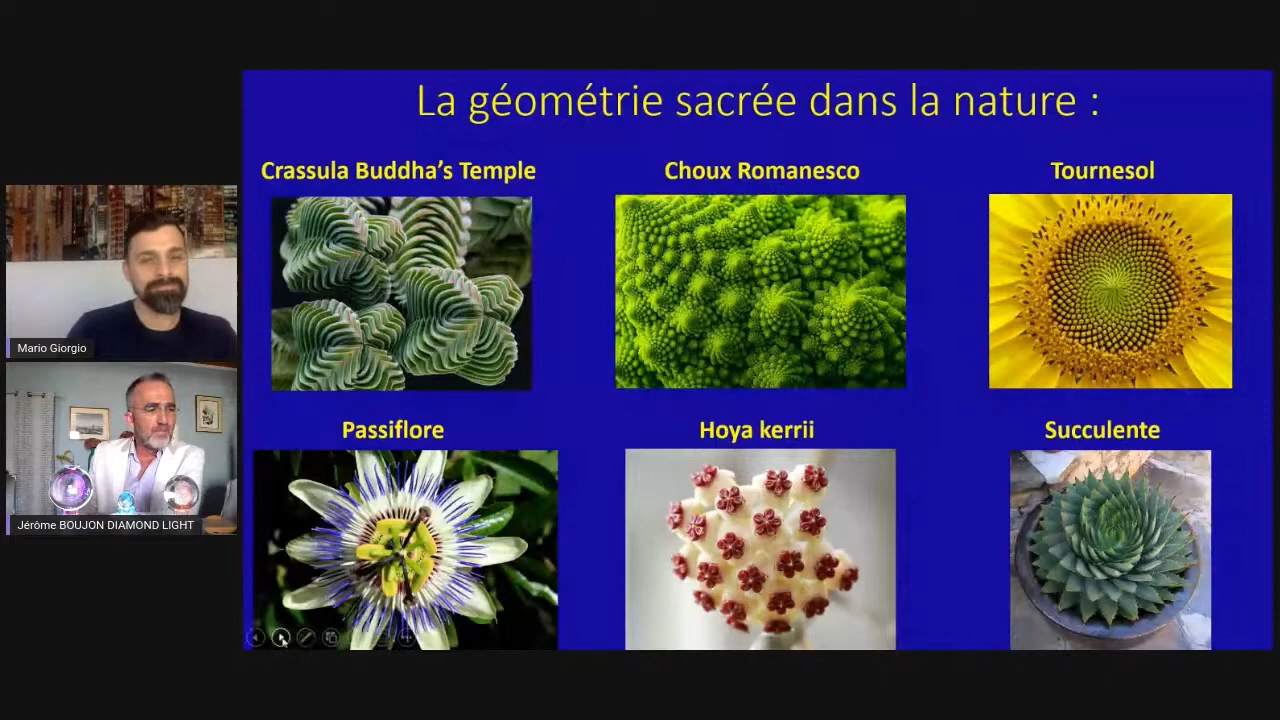 La géométrie sacrée dans la nature :
Crassula Buddha's Temple
Choux Romanesco
Tournesol
Passiflore
Hoya kerrii
Succulente
Mario Giorgio
Jérôme BOUJON DIAMOND LIGHT